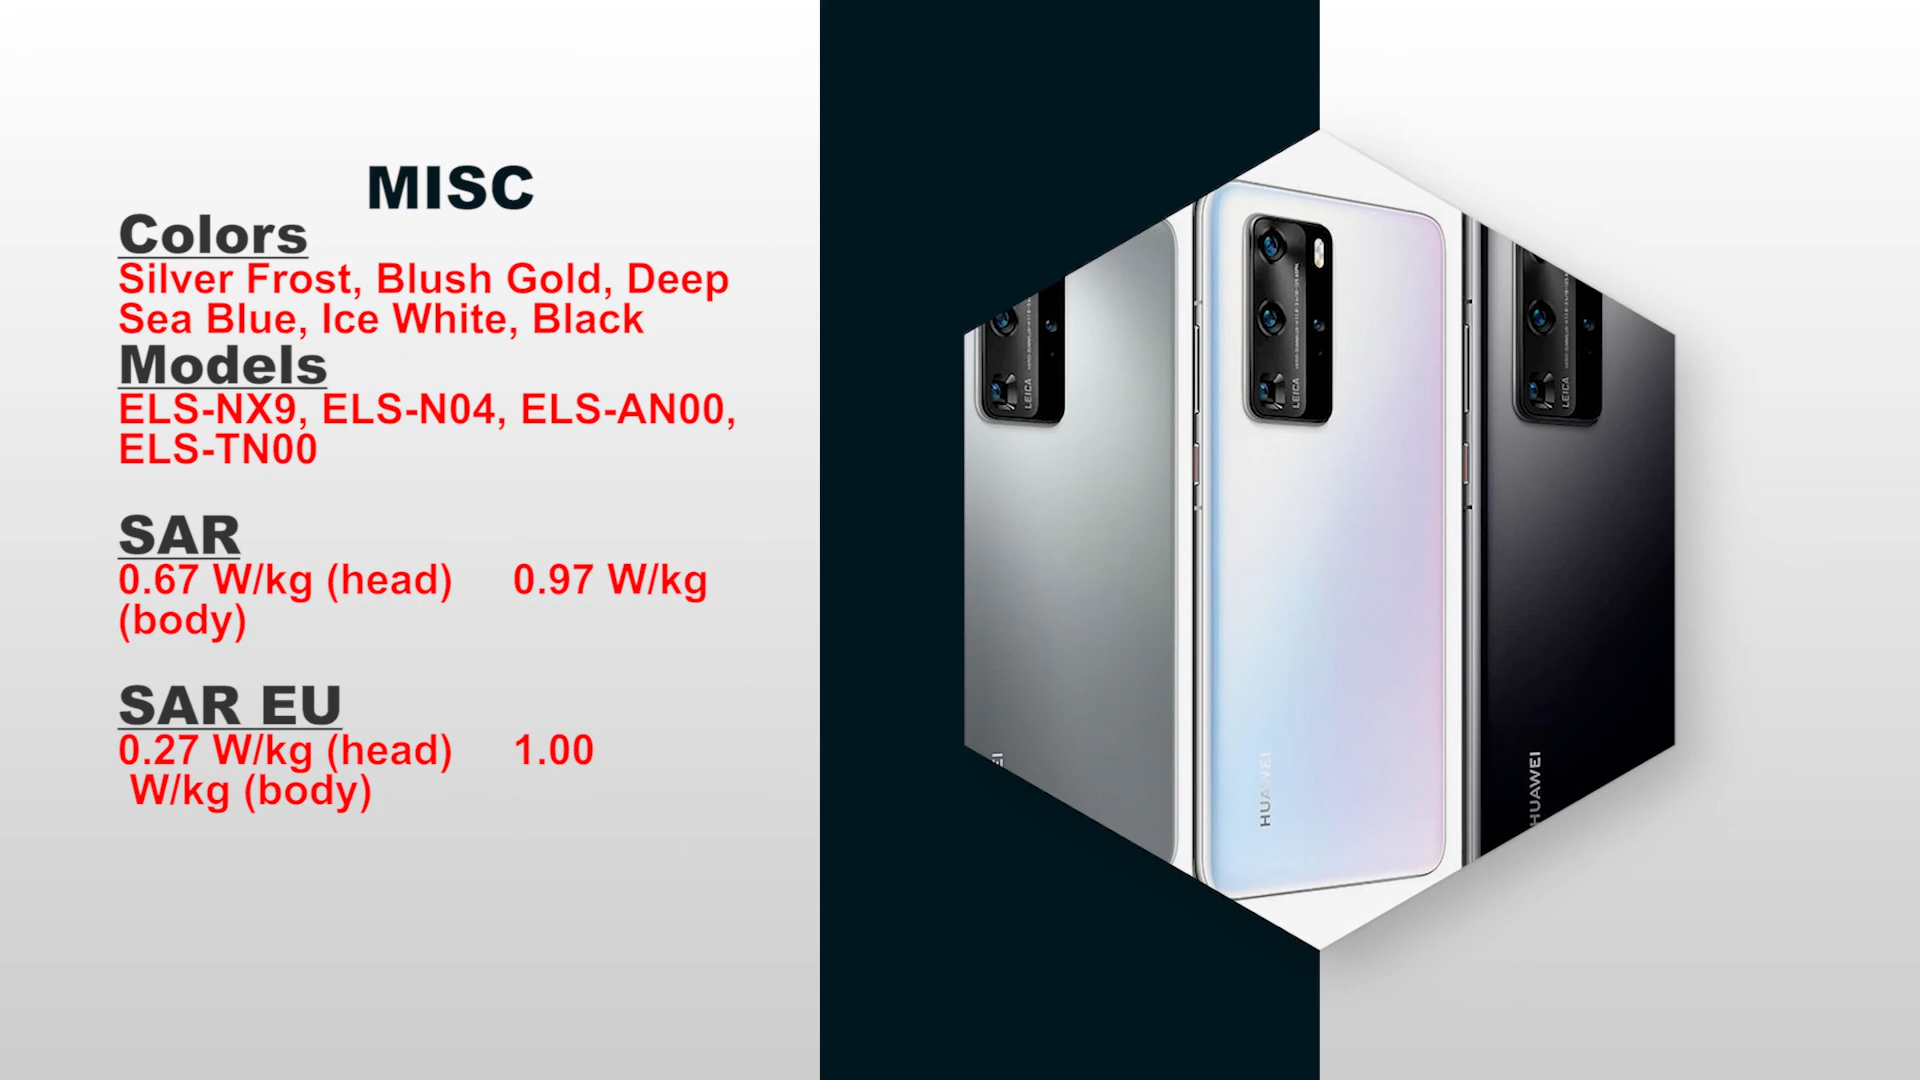 MISC
Colors
Silver Frost, Blush Gold, Deep
Sea Blue, Ice White, Black
Models
ELS-NX9, ELS-N04, ELS-AN00,
ELS-TN00
SAR
0.67 W/kg (head) 0.97 W/kg
(body)
SAR EU
0.27 W/kg (head) 1.00
W/kg (body)
LEICA
LEICA
LEICA
EI
HUAWEI
HUAWEI